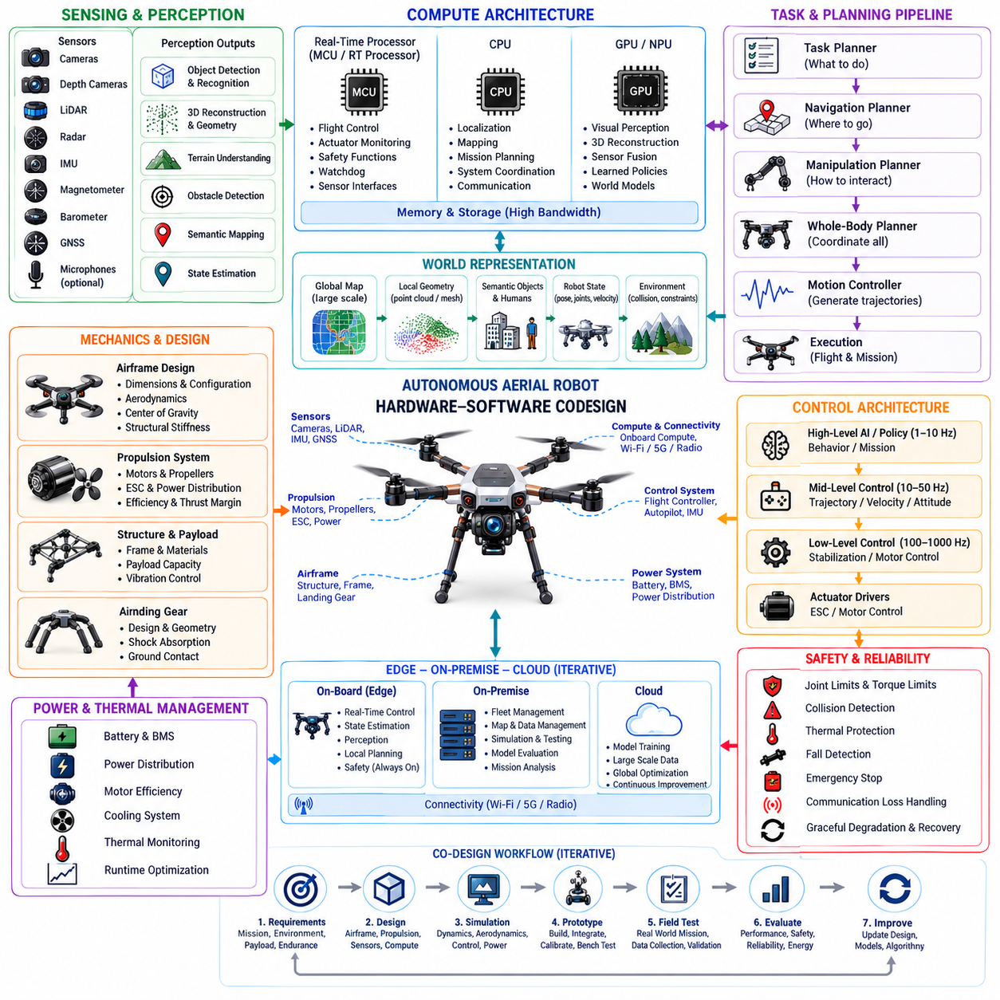 SENSING & PERCEPTION
Sensors
Cameras
Depth Cameras
LiDAR
Radar
IMU
Magnetometer
Barometer
GNSS
Microphones
(optional)
Perception Outputs
Object Detection
& Recognition
3D Reconstruction
& Geometry
Terrain Understanding
Obstacle Detection
Semantic Mapping
State Estimation
COMPUTE ARCHITECTURE
Real-Time Processor
(MCU / RT Processor)
MCU
• Flight Control
• Actuator Monitoring
• Safety Functions
• Watchdog
• Sensor Interfaces
CPU
CPU
• Localization
• Mapping
• Mission Planning
• System Coordination
• Communication
GPU / NPU
GPU
• Visual Perception
• 3D Reconstruction
• Sensor Fusion
• Learned Policies
• World Models
Memory & Storage (High Bandwidth)
WORLD REPRESENTATION
Global Map
(large scale)
Local Geometry
(point cloud / mesh)
Semantic Objects
& Humans
Robot State
(pose, joints, velocity)
Environment
(Collision, constraints)
TASK & PLANNING PIPELINE
Task Planner
(What to do)
Navigation Planner
(Where to go)
Manipulation Planner
(How to interact)
Whole-Body Planner
(Coordinate all)
Motion Controller
(Generate trajectories)
Execution
(Flight & Mission)
MECHANICS & DESIGN
Airframe Design
• Dimensions & Configuration
• Aerodynamics
• Center of Gravity
• Structural Stiffness
Propulsion System
• Motors & Propellers
• ESC & Power Distribution
• Efficiency & Thrust Margin
Structure & Payload
• Frame & Materials
• Payload Capacity
• Vibration Control
Airnding Gear
• Design & Geometry
• Shock Absorption
• Ground Contact
AUTONOMOUS AERIAL ROBOT
HARDWARE–SOFTWARE CODESIGN
Sensors
Cameras, LiDAR,
IMU, GNSS
Compute & Connectivity
Onboard Compute,
Wi-Fi / 5G / Radio
Propulsion
Motors, Propellers,
ESC, Power
Control System
Flight Controller,
Autopilot, IMU
Airframe
Structure, Frame,
Landing Gear
Power System
Battery, BMS,
Power Distribution
CONTROL ARCHITECTURE
High-Level AI / Policy (1–10 Hz)
Behavior / Mission
Mid-Level Control (10–50 Hz)
Trajectory / Velocity / Attitude
Low-Level Control (100–1000 Hz)
Stabilization / Motor Control
Actuator Drivers
ESC / Motor Control
SAFETY & RELIABILITY
Joint Limits & Torque Limits
Collision Detection
Thermal Protection
Fall Detection
Emergency Stop
Communication Loss Handling
Graceful Degradation & Recovery
POWER & THERMAL MANAGEMENT
Battery & BMS
Power Distribution
Motor Efficiency
Cooling System
Thermal Monitoring
Runtime Optimization
EDGE – ON-PREMISE – CLOUD (ITERATIVE)
On-Board (Edge)
• Real-Time Control
• State Estimation
• Perception
• Local Planning
• Safety (Always On)
On-Premise
• Fleet Management
• Map & Data Management
• Simulation & Testing
• Model Evaluation
• Mission Analysis
Cloud
• Model Training
• Large Scale Data
• Global Optimization
• Continuous Improvement
Connectivity (Wi-Fi / 5G / Radio)
CO-DESIGN WORKFLOW (ITERATIVE)
1. Requirements
Mission, Environment,
Payload, Endurance
2. Design
Airframe, Propulsion,
Sensors, Compute
3. Simulation
Dynamics, Aerodynamics,
Control, Power
4. Prototype
Build, Integrate,
Calibrate, Bench Test
5. Field Test
Real World Mission,
Data Collection, Validation
6. Evaluate
Performance, Safety,
Reliability, Energy
7. Improve
Update Design,
Models, Algorithny